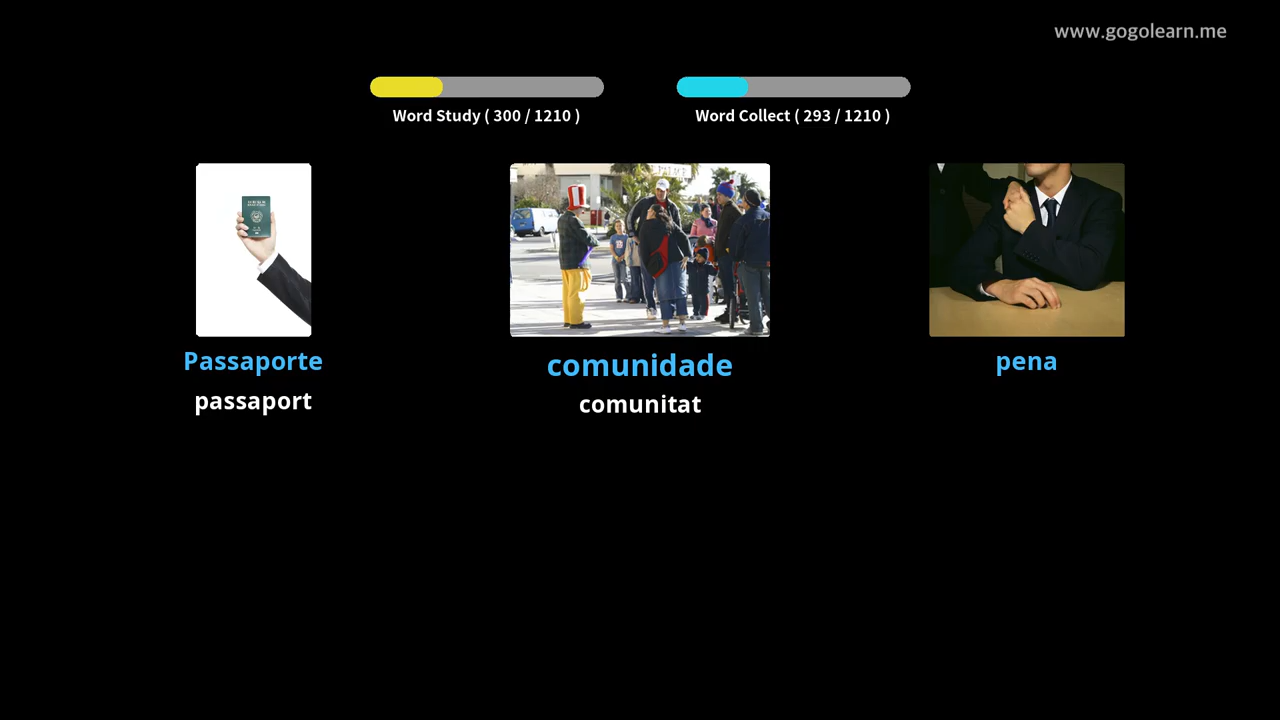 www.gogolearn.me
Word Study ( 300 / 1210 )
Word Collect ( 293 / 1210 )
Passaporte
passaport
comunidade
comunitat
pena